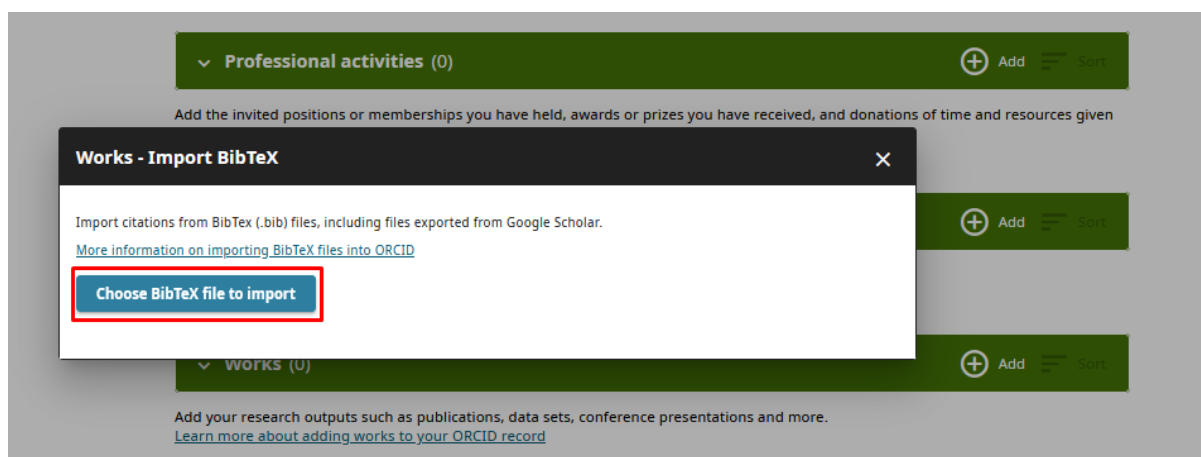 Professional activities (0)
Add
Sort
Add the invited positions or memberships you have held, awards or prizes you have received, and donations of time and resources given
Works - Import BibTeX
Import citations from BibTex (.bib) files, including files exported from Google Scholar.
More information on importing BibTeX files into ORCID
Choose BibTeX file to import
Add
Sort
Works (0)
Add
Sort
Add your research outputs such as publications, data sets, conference presentations and more.
Learn more about adding works to your ORCID record